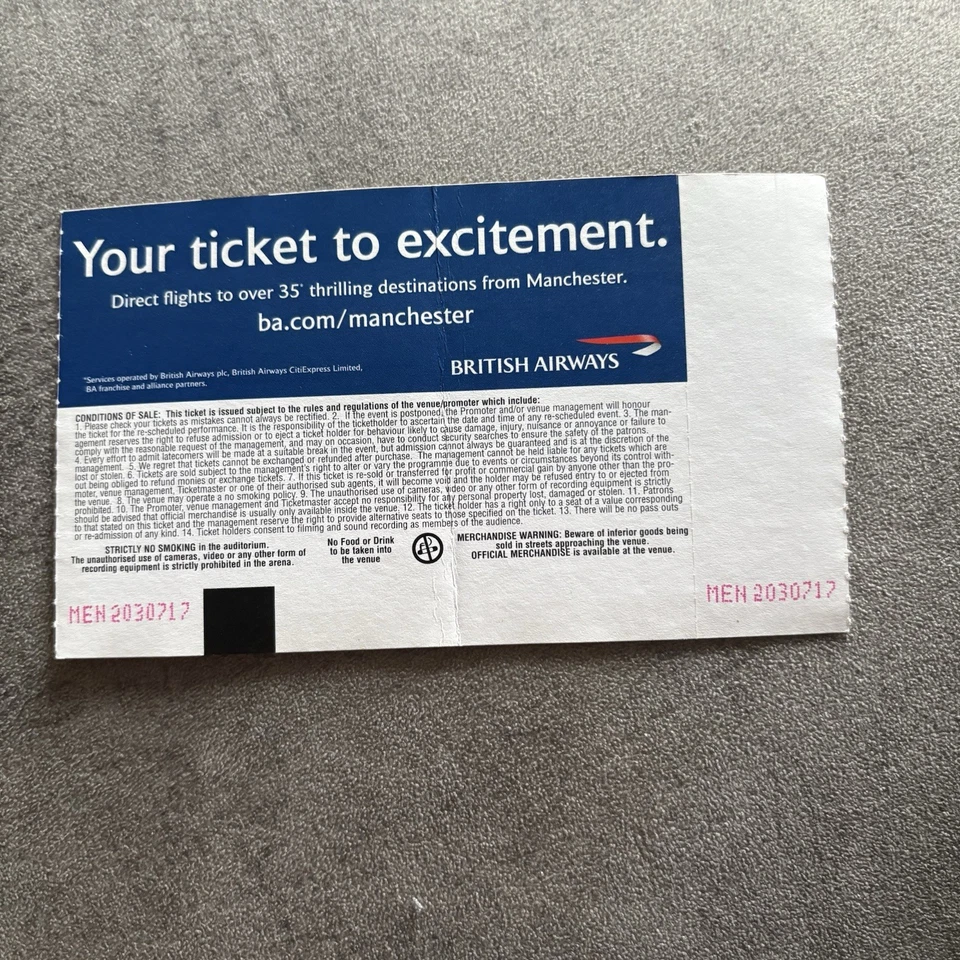 Your ticket to excitement.
Direct flights to over 35* thrilling destinations from Manchester.
ba.com/manchester
BRITISH AIRWAYS
*Services operated by British Airways plc, British Airways CitiExpress Limited,
BA franchise and alliance partners.
CONDITIONS OF SALE: This ticket is issued subject to the rules and regulations of the venue/promoter which include:
1. Please check your tickets as mistakes cannot always be rectified. 2. If the event is postponed, the Promoter and/or venue management will honour
the ticket for the re-scheduled performance. It is the responsibility of the ticketholder to ascertain the date and time of any re-scheduled event. 3. The man-
agement reserves the right to refuse admission or to eject a ticket holder for behaviour likely to cause damage, injury, nuisance or annoyance or failure to
comply with the reasonable request of the management, and may on occasion, have to conduct security searches to ensure the safety of the patrons.
4. Every effort to admit latecomers will be made at a suitable break in the event, but admission cannot always be guaranteed and is at the discretion of the
management. 5. We regret that tickets cannot be exchanged or refunded after purchase. The management cannot be held liable for any tickets which are
lost or stolen. 6. Tickets are sold subject to the management's right to alter or vary the programme due to events or circumstances beyond its control with-
out being obliged to refund monies or exchange tickets. 7. If this ticket is re-sold or transferred for profit or commercial gain by anyone other than the pro-
moter, venue management, Ticketmaster or one of their authorised sub agents, it will become void and the holder may be refused entry to or ejected from
the venue. 8. The venue may operate a no smoking policy. 9. The unauthorised use of cameras, video or any other form of recording equipment is strictly
prohibited. 10. The Promoter, venue management and Ticketmaster accept no responsibility for any personal property lost, damaged or stolen. 11. Patrons
should be advised that official merchandise is usually only available inside the venue. 12. The ticket holder has a right only to a seat of a value corresponding
to that stated on this ticket and the management reserve the right to provide alternative seats to those specified on the ticket. 13. There will be no pass outs
or re-admission of any kind. 14. Ticket holders consent to filming and sound recording as members of the audience.
STRICTLY NO SMOKING in the auditorium.
The unauthorised use of cameras, video or any other form of
recording equipment is strictly prohibited in the arena.
No Food or Drink
to be taken into
the venue
MERCHANDISE WARNING: Beware of inferior goods being
sold in streets approaching the venue.
OFFICIAL MERCHANDISE is available at the venue.
MEN 2030717
MEN 2030717